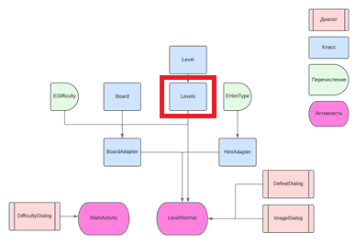 Диалог
Класс
Перечисление
Активность
Level
EDifficulty
Board
Levels
EHintType
BoardAdapter
HintAdapter
DefeatDialog
DifficultyDialog
MainActivity
LevelNormal
ImageDialog